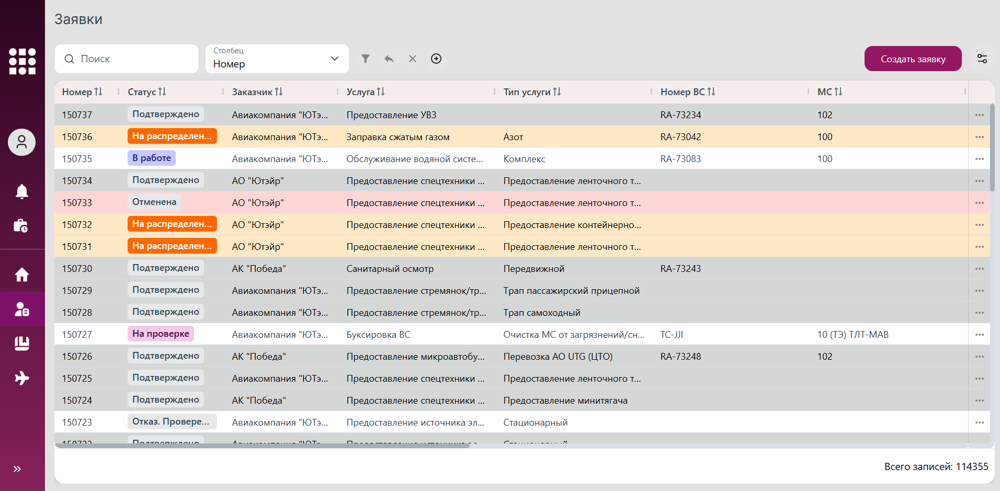 Заявки
Поиск
Столбец
Номер
Создать заявку
Номер Статус Заказчик Услуга Тип услуги Номер ВС МС
150737 Подтверждено Авиакомпания "ЮТэ... Предоставление УВЗ RA-73234 102
150736 На распределен... Авиакомпания "ЮТэ... Заправка сжатым газом Азот RA-73042 100
150735 В работе Авиакомпания "ЮТэ... Обслуживание водяной систе... Комплекс RA-73083 100
150734 Подтверждено АО "Ютэйр" Предоставление спецтехники ... Предоставление ленточного т...
150733 Отменена АО "Ютэйр" Предоставление спецтехники ... Предоставление ленточного т...
150732 На распределен... АО "Ютэйр" Предоставление спецтехники ... Предоставление контейнерно...
150731 На распределен... АО "Ютэйр" Предоставление спецтехники ... Предоставление ленточного т...
150730 Подтверждено АК "Победа" Санитарный осмотр Передвижной RA-73243
150729 Подтверждено Авиакомпания "ЮТэ... Предоставление стремянок/тр... Трап пассажирский прицепной
150728 Подтверждено Авиакомпания "ЮТэ... Предоставление стремянок/тр... Трап самоходный
150727 На проверке Авиакомпания "ЮТэ... Буксировка ВС Очистка МС от загрязнений/сн... TC-JJI 10 (ТЭ) ТЛТ-МАВ
150726 Подтверждено АК "Победа" Предоставление микроавтобу... Перевозка АО UTG (ЦТО) RA-73248 102
150725 Подтверждено Авиакомпания "ЮТэ... Предоставление спецтехники ... Предоставление ленточного т...
150724 Подтверждено АК "Победа" Предоставление спецтехники ... Предоставление минитягача
150723 Отказ. Провере... Авиакомпания "ЮТэ... Предоставление источника эл... Стационарный
150722 Подтверждено Авиакомпания "ЮТэ... Предоставление источника Стационарный
Всего записей: 114355